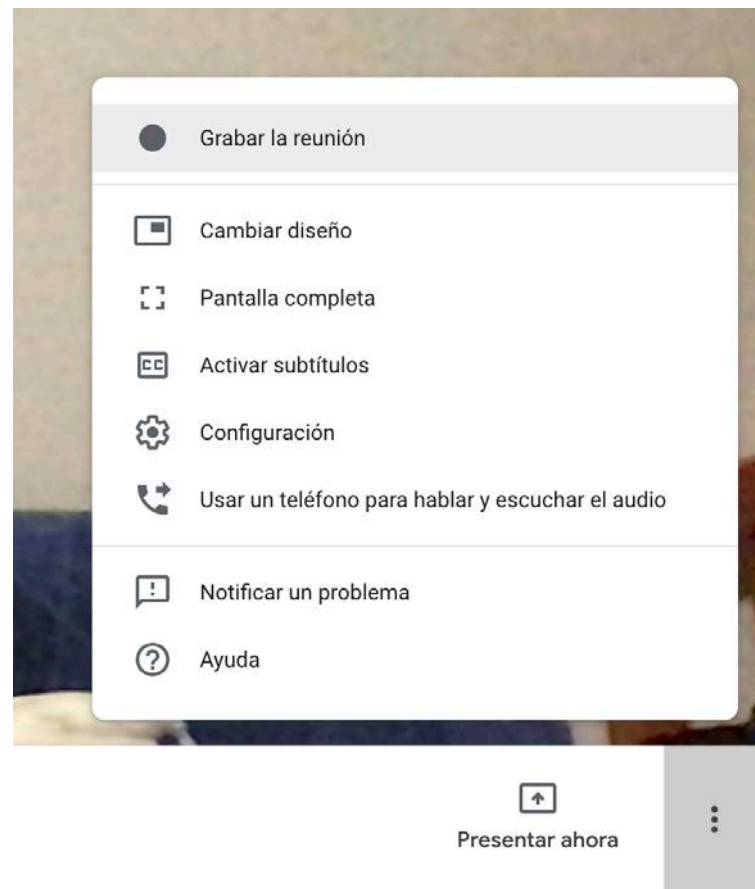 Grabar la reunión
Cambiar diseño
Pantalla completa
CC
Activar subtítulos
Configuración
Usar un teléfono para hablar y escuchar el audio
Notificar un problema
Ayuda
Presentar ahora